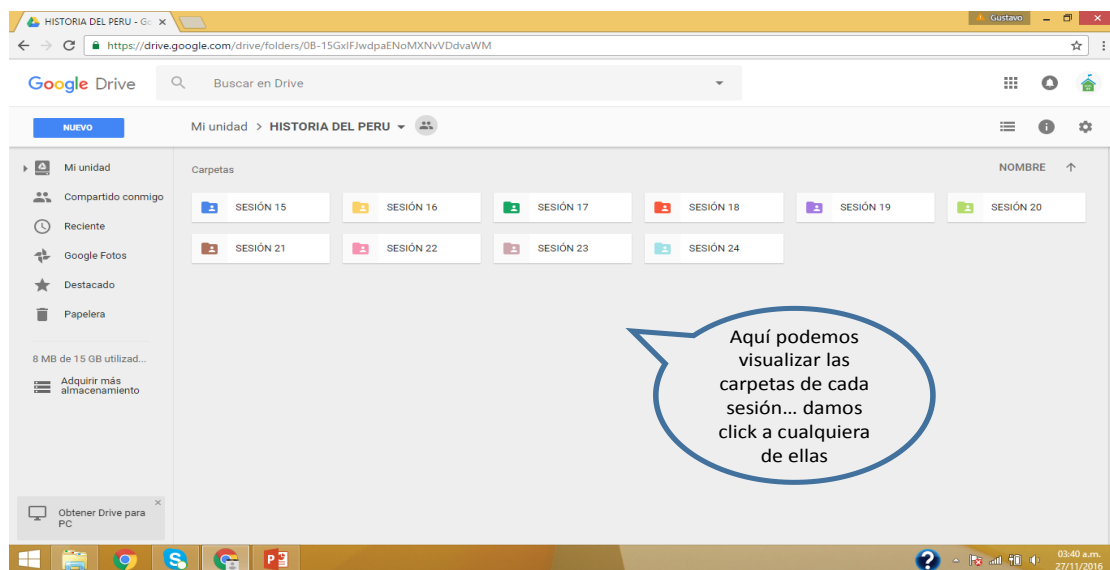 HISTORIA DEL PERU - Go
Gustavo
https://drive.google.com/drive/folders/0B-15GxIFJwdpaENoMXNvVDdvaWM
Google Drive
Buscar en Drive
NUEVO
Mi unidad > HISTORIA DEL PERU
Mi unidad
Compartido conmigo
Reciente
Google Fotos
Destacado
Papelera
8 MB de 15 GB utilizad...
Adquirir más
almacenamiento
Obtener Drive para
PC
Carpetas
NOMBRE
SESIÓN 15
SESIÓN 16
SESIÓN 17
SESIÓN 18
SESIÓN 19
SESIÓN 20
SESIÓN 21
SESIÓN 22
SESIÓN 23
SESIÓN 24
Aquí podemos
visualizar las
carpetas de cada
sesión... damos
click a cualquiera
de ellas
03:40 a.m.
27/11/2016